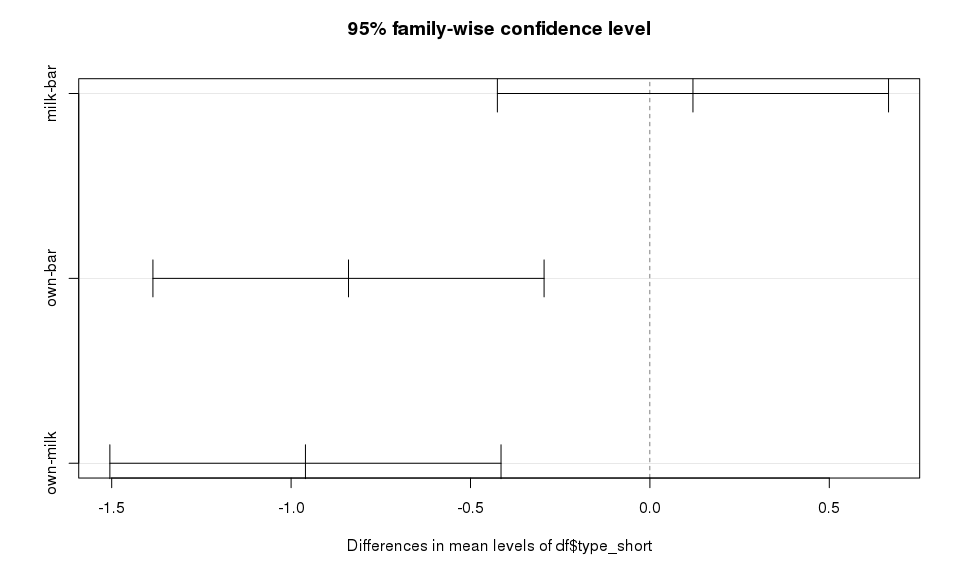 95% family-wise confidence level
milk-bar
own-bar
own-milk
-1.5 -1.0 -0.5 0.0 0.5
Differences in mean levels of df$type_short